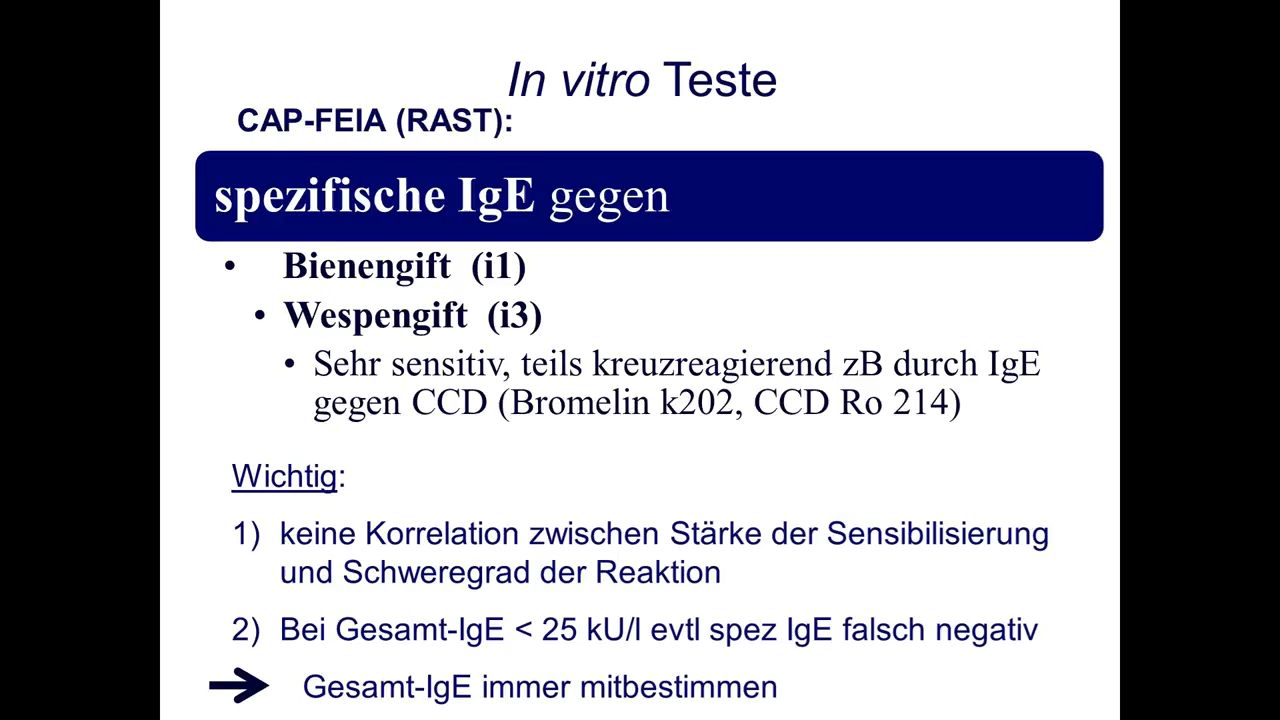 In vitro Teste
CAP-FEIA (RAST):
spezifische IgE gegen
• Bienengift (i1)
• Wespengift (i3)
• Sehr sensitiv, teils kreuzreagierend zB durch IgE
gegen CCD (Bromelin k202, CCD Ro 214)
Wichtig:
1) keine Korrelation zwischen Stärke der Sensibilisierung
und Schweregrad der Reaktion
2) Bei Gesamt-IgE < 25 kU/l evtl spez IgE falsch negativ
Gesamt-IgE immer mitbestimmen